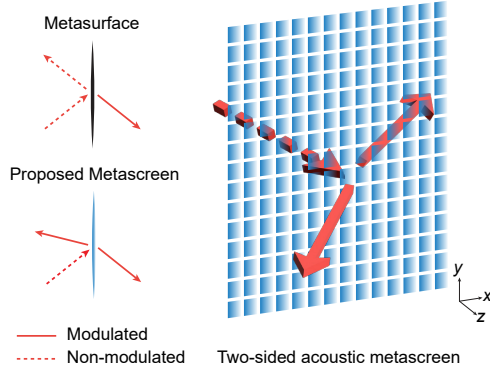 Metasurface
Proposed Metascreen
Modulated
Non-modulated
Two-sided acoustic metascreen
y
x
z